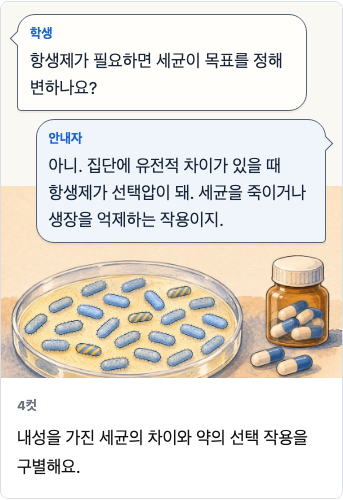 학생
항생제가 필요하면 세균이 목표를 정해
변하나요?
안내자
아니. 집단에 유전적 차이가 있을 때
항생제가 선택압이 돼. 세균을 죽이거나
생장을 억제하는 작용이지.
4컷
내성을 가진 세균의 차이와 약의 선택 작용을
구별해요.